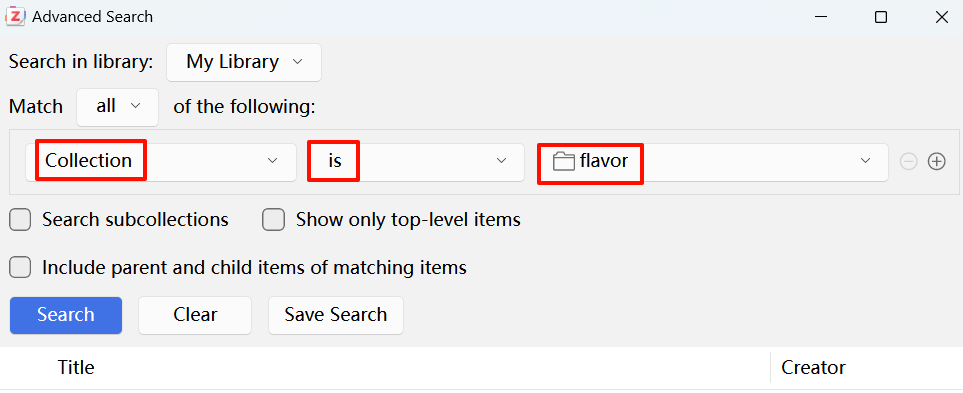 Advanced Search
Search in library: My Library
Match all of the following:
Collection is flavor
Search subcollections Show only top-level items
Include parent and child items of matching items
Search Clear Save Search
Title Creator